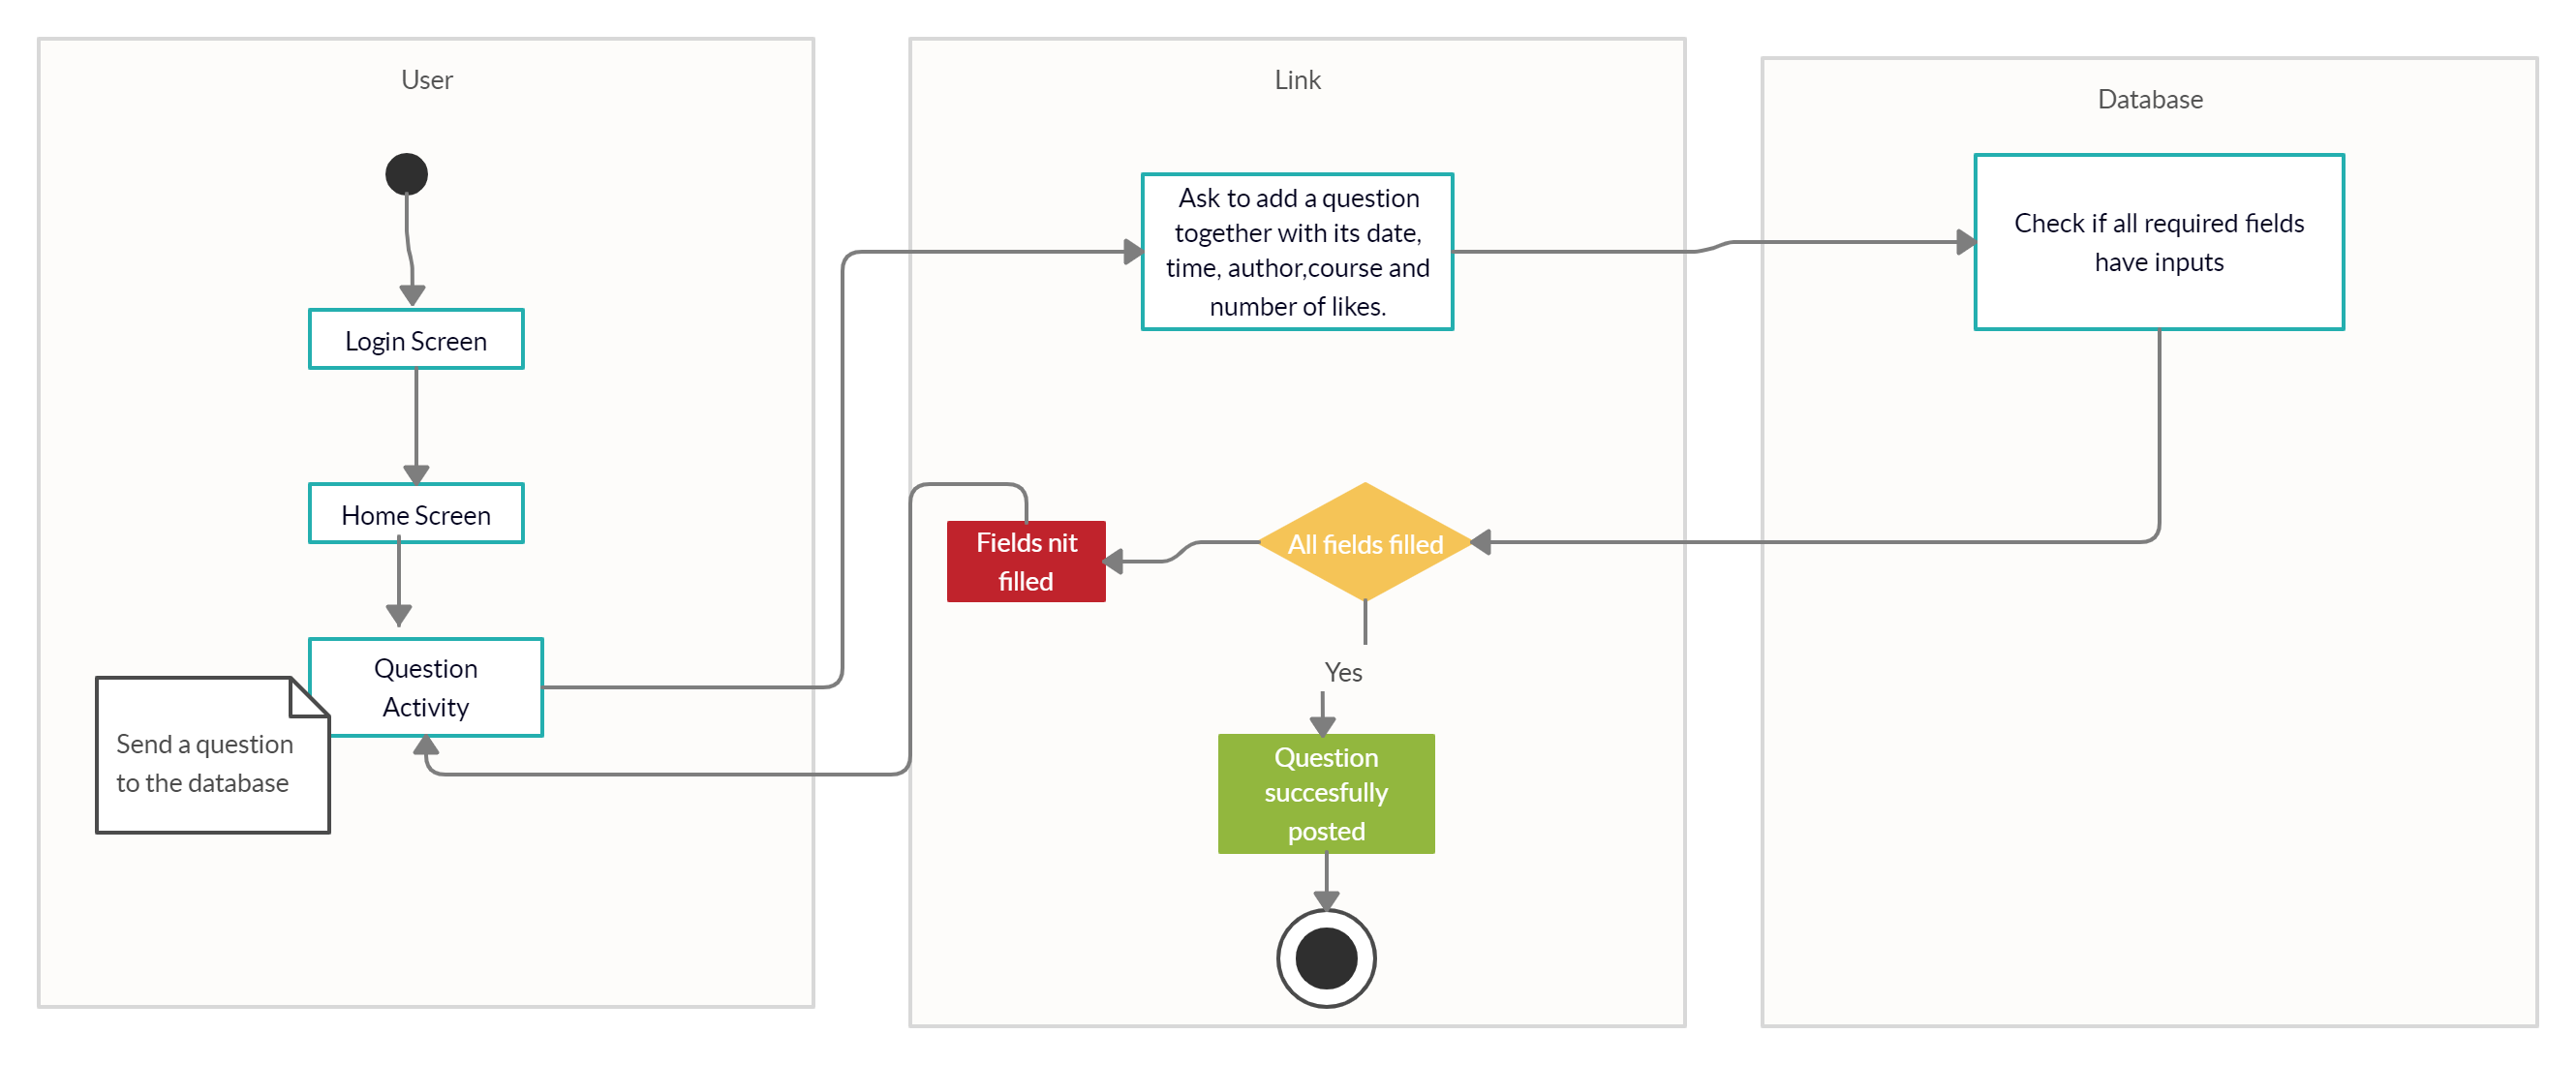 User
Login Screen
Home Screen
Question
Activity
Send a question
to the database
Link
Ask to add a question
together with its date,
time, author,course and
number of likes.
All fields filled
Fields nit
filled
Yes
Question
succesfully
posted
Database
Check if all required fields
have inputs